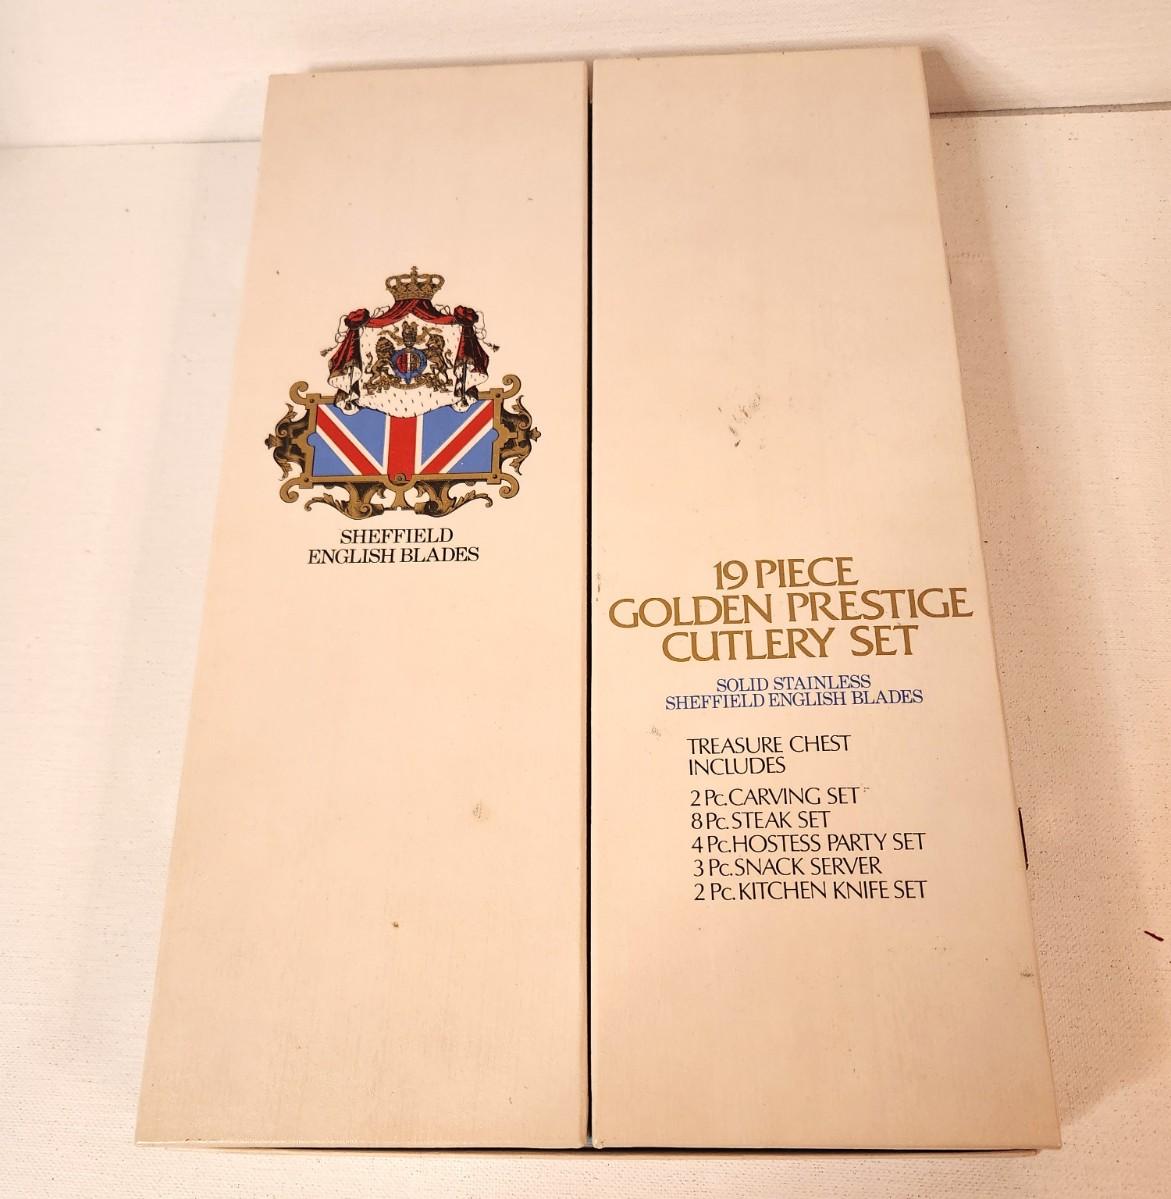 SHEFFIELD
ENGLISH BLADES
19 PIECE
GOLDEN PRESTIGE
CUTLERY SET
SOLID STAINLESS
SHEFFIELD ENGLISH BLADES
TREASURE CHEST
INCLUDES
2 Pc. CARVING SET
8 Pc. STEAK SET
4 Pc. HOSTESS PARTY SET
3 Pc. SNACK SERVER
2 Pc. KITCHEN KNIFE SET